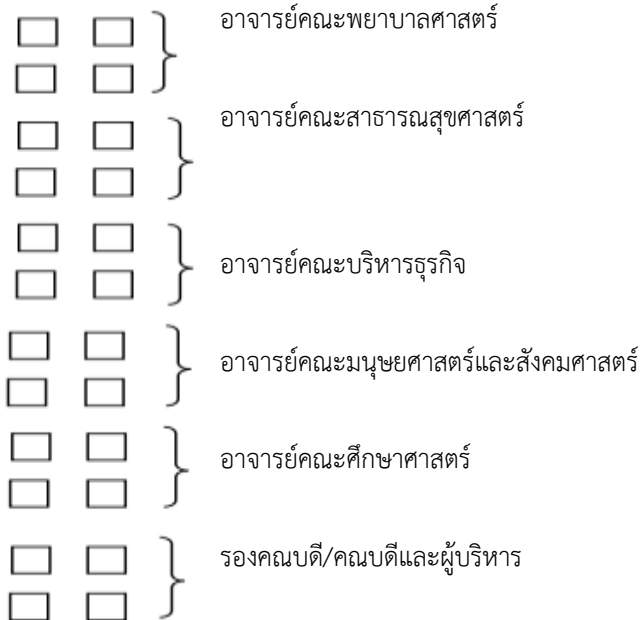 อาจารย์คณะพยาบาลศาสตร์
อาจารย์คณะสาธารณสุขศาสตร์
อาจารย์คณะบริหารธุรกิจ
อาจารย์คณะมนุษยศาสตร์และสังคมศาสตร์
อาจารย์คณะศึกษาศาสตร์
รองคณบดี/คณบดีและผู้บริหาร